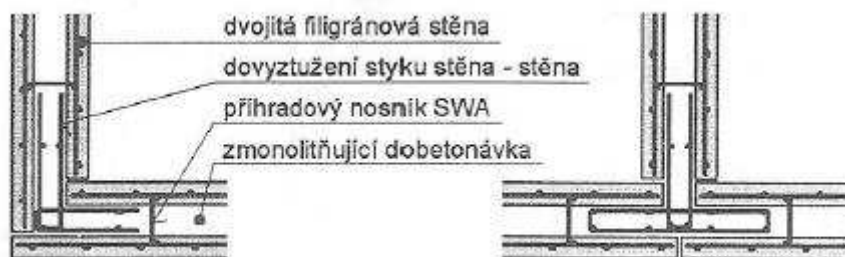 dvojitá filigránová stěna
dovyztužení styku stěna - stěna
příhradový nosník SWA
zmonolitňující dobetonávka